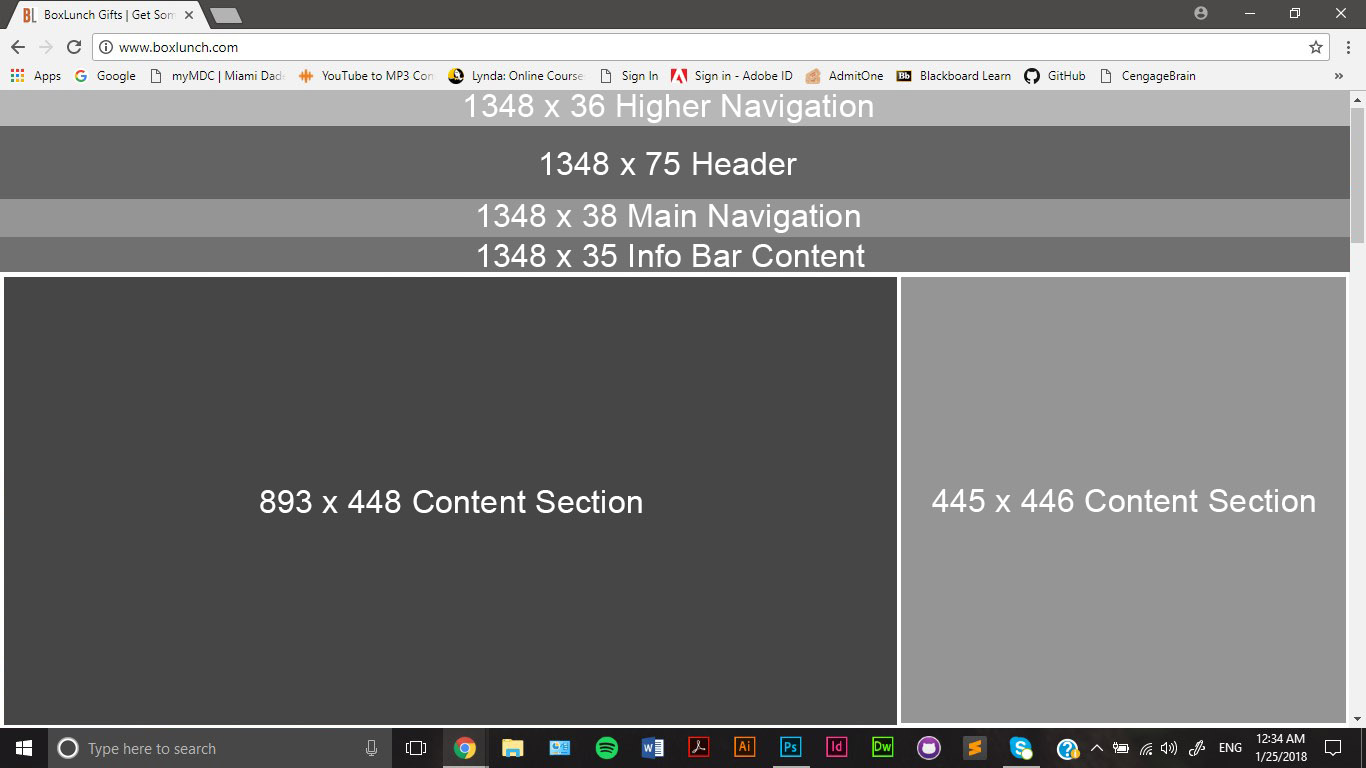 BL BoxLunch Gifts | Get Som
www.boxlunch.com
Apps Google myMDC | Miami Dade YouTube to MP3 Con Lynda: Online Course Sign In Sign in - Adobe ID AdmitOne Bb Blackboard Learn GitHub CengageBrain »
1348 x 36 Higher Navigation
1348 x 75 Header
1348 x 38 Main Navigation
1348 x 35 Info Bar Content
893 x 448 Content Section
445 x 446 Content Section
Type here to search
Ai Ps Id Dw
ENG
12:34 AM
1/25/2018